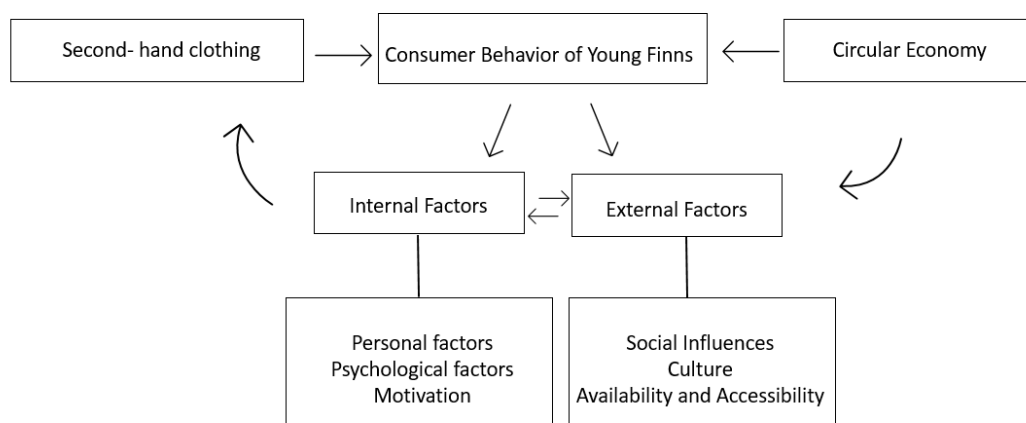 Second- hand clothing
Consumer Behavior of Young Finns
Circular Economy
Internal Factors
External Factors
Personal factors
Psychological factors
Motivation
Social Influences
Culture
Availability and Accessibility